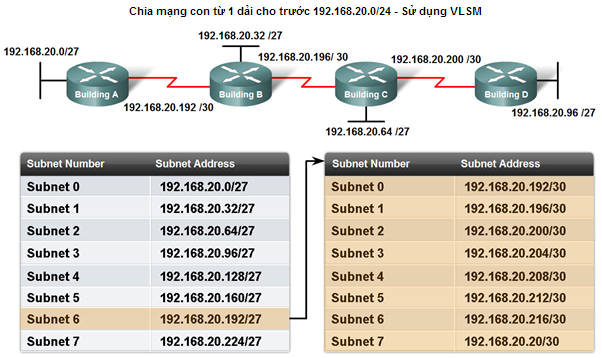 Chia mạng con từ 1 dải cho trước 192.168.20.0/24 - Sử dụng VLSM
192.168.20.32 /27
192.168.20.0/27
192.168.20.196/ 30
192.168.20.200 /30
Building A
Building B
Building C
Building D
192.168.20.192 /30
192.168.20.96 /27
192.168.20.64 /27
Subnet Number Subnet Address
Subnet 0 192.168.20.0/27
Subnet 1 192.168.20.32/27
Subnet 2 192.168.20.64/27
Subnet 3 192.168.20.96/27
Subnet 4 192.168.20.128/27
Subnet 5 192.168.20.160/27
Subnet 6 192.168.20.192/27
Subnet 7 192.168.20.224/27
Subnet Number Subnet Address
Subnet 0 192.168.20.192/30
Subnet 1 192.168.20.196/30
Subnet 2 192.168.20.200/30
Subnet 3 192.168.20.204/30
Subnet 4 192.168.20.208/30
Subnet 5 192.168.20.212/30
Subnet 6 192.168.20.216/30
Subnet 7 192.168.20.20/30